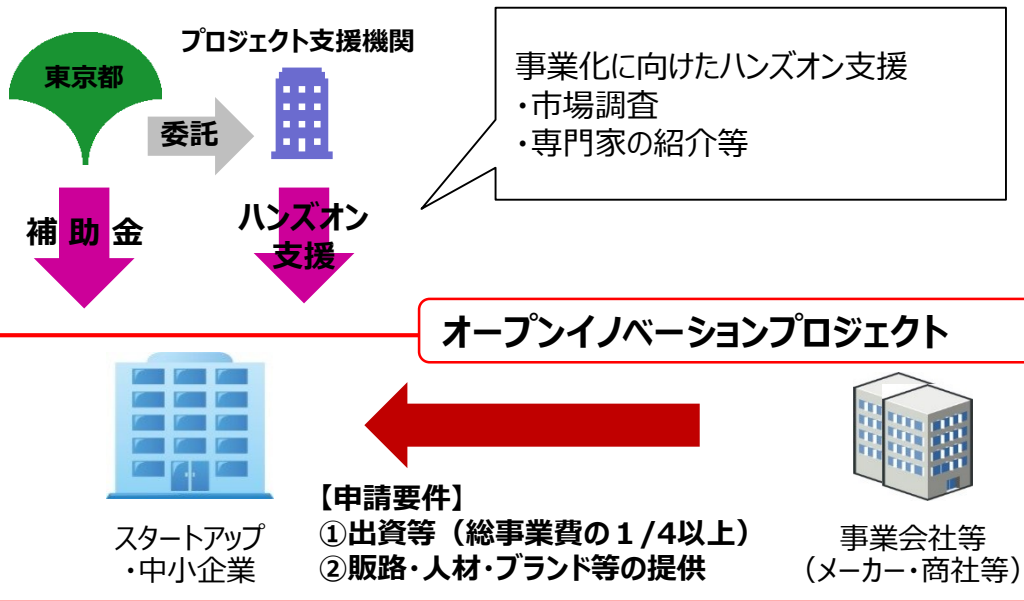 プロジェクト支援機関
東京都
委託
事業化に向けたハンズオン支援
・市場調査
・専門家の紹介等
補助金
ハンズオン
支援
オープンイノベーションプロジェクト
スタートアップ
・中小企業
【申請要件】
①出資等（総事業費の１/4以上）
②販路・人材・ブランド等の提供
事業会社等
（メーカー・商社等）